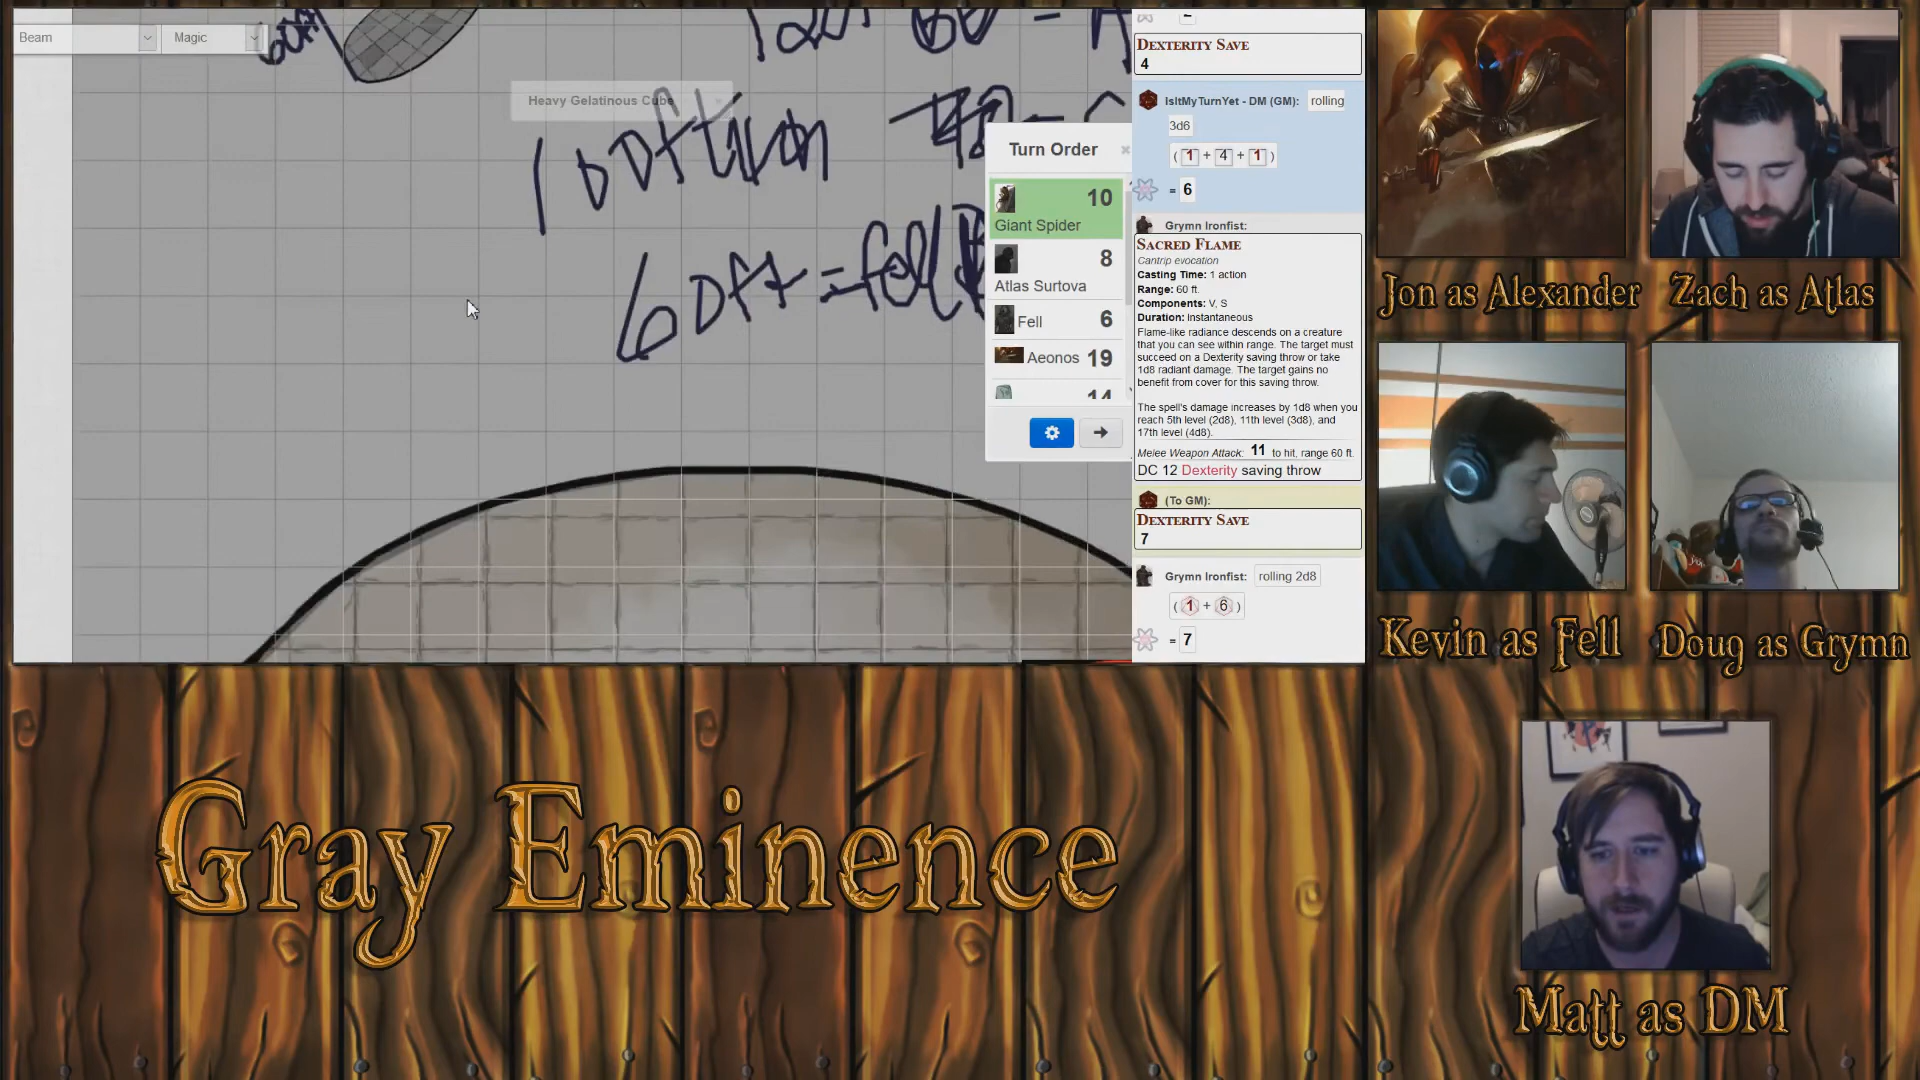 Beam
Magic
Heavy Gelatinous Cube
60ft = fell
Turn Order
10
Giant Spider
8
Atlas Surtova
Fell 6
Aeonos 19
14
DEXTERITY SAVE
4
IsItMyTurnYet - DM (GM): rolling
3d6
( 1 + 4 + 1 )
= 6
Grymn Ironfist:
SACRED FLAME
Cantrip evocation
Casting Time: 1 action
Range: 60 ft.
Components: V, S
Duration: Instantaneous
Flame-like radiance descends on a creature
that you can see within range. The target must
succeed on a Dexterity saving throw or take
1d8 radiant damage. The target gains no
benefit from cover for this saving throw.
The spell's damage increases by 1d8 when you
reach 5th level (2d8), 11th level (3d8), and
17th level (4d8).
Melee Weapon Attack: 11 to hit, range 60 ft.
DC 12 Dexterity saving throw
(To GM):
DEXTERITY SAVE
7
Grymn Ironfist: rolling 2d8
( 1 + 6 )
= 7
Jon as Alexander
Zach as Atlas
Kevin as Fell
Doug as Grymn
Matt as DM
Gray Eminence